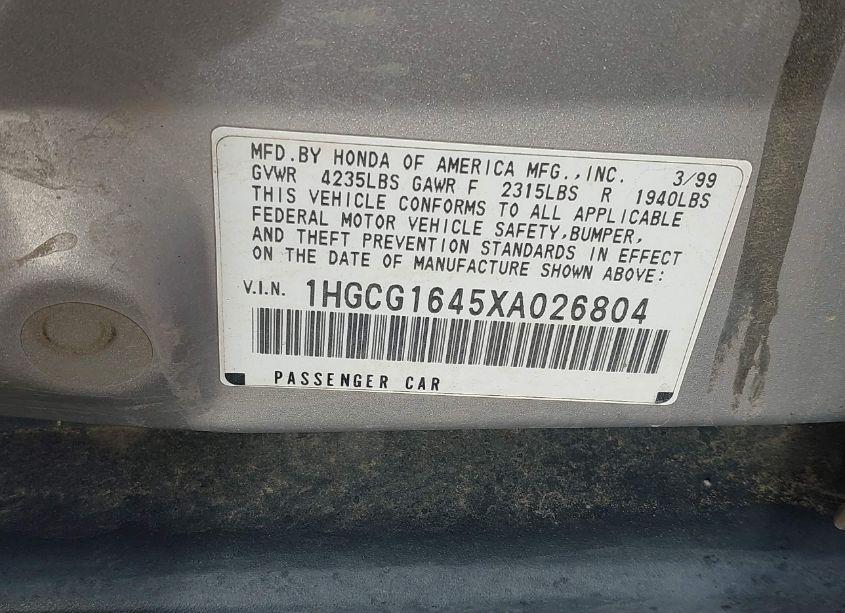 MFD.BY HONDA OF AMERICA MFG.,INC. 3/99
GVWR 4235LBS GAWR F 2315LBS R 1940LBS
THIS VEHICLE CONFORMS TO ALL APPLICABLE
FEDERAL MOTOR VEHICLE SAFETY,BUMPER,
AND THEFT PREVENTION STANDARDS IN EFFECT
ON THE DATE OF MANUFACTURE SHOWN ABOVE:
V.I.N. 1HGCG1645XA026804
PASSENGER CAR